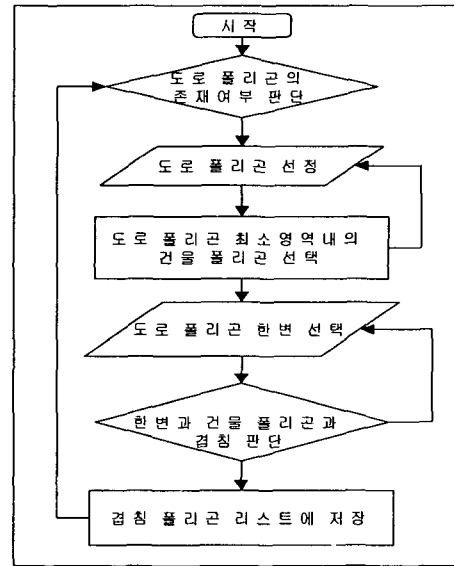 시작
도로 폴리곤의
존재여부 판단
도로 폴리곤 선정
도로 폴리곤 최소영역내의
건물 폴리곤 선택
도로 폴리곤 한변 선택
한변과 건물 폴리곤과
겹침 판단
겹침 폴리곤 리스트에 저장